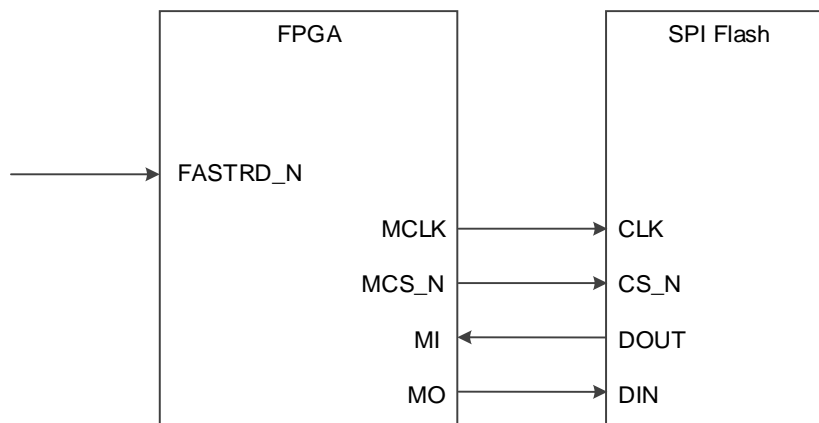 FPGA
SPI Flash
FASTRD_N
MCLK
CLK
MCS_N
CS_N
MI
DOUT
MO
DIN